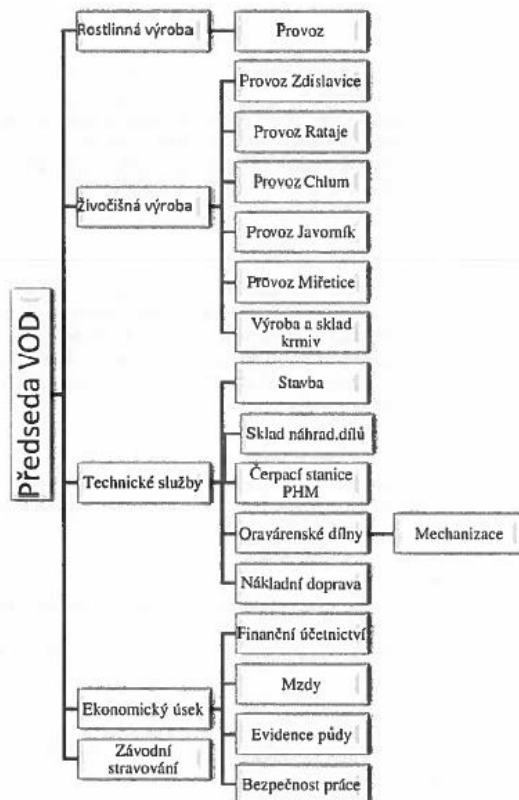 Předseda VOD
Rostlinná výroba
Provoz
Živočišná výroba
Provoz Zdislavice
Provoz Rataje
Provoz Chlum
Provoz Javorník
Provoz Miřetice
Výroba a sklad
krmiv
Technické služby
Stavba
Sklad náhrad.dílů
Čerpací stanice
PHM
Oravárenské dílny
Mechanizace
Nákladní doprava
Ekonomický úsek
Finanční účetnictví
Mzdy
Evidence půdy
Bezpečnost práce
Závodní
stravování